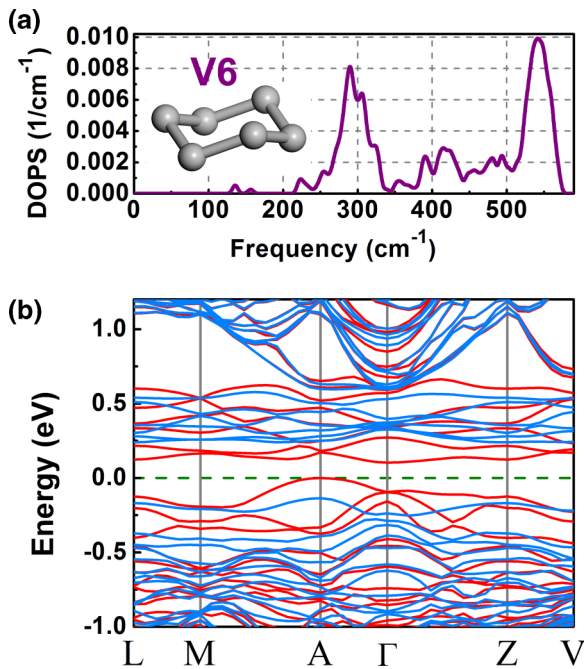 (a)
V6
DOPS (1/cm⁻¹)
0.010
0.008
0.006
0.004
0.002
0.000
0 100 200 300 400 500
Frequency (cm⁻¹)
(b)
Energy (eV)
1.0
0.5
0.0
-0.5
-1.0
L M A Γ Z V